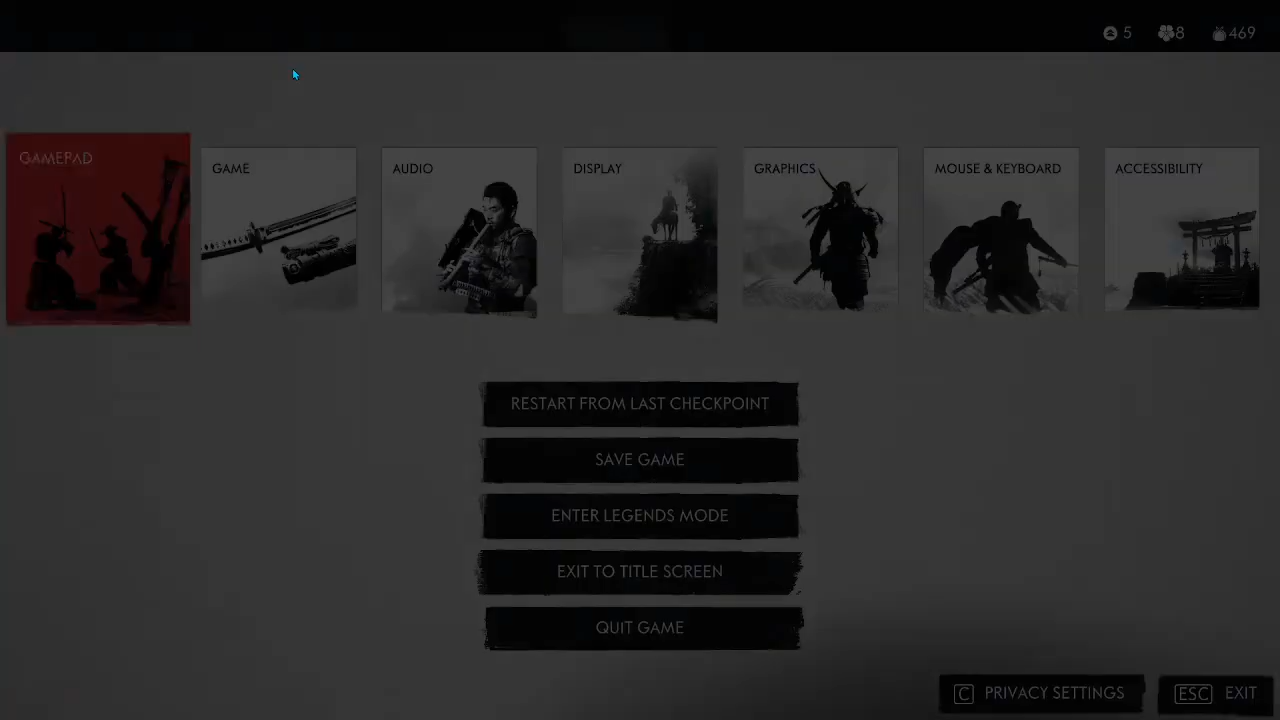 5 8 469
GAMEPAD
GAME
AUDIO
DISPLAY
GRAPHICS
MOUSE & KEYBOARD
ACCESSIBILITY
RESTART FROM LAST CHECKPOINT
SAVE GAME
ENTER LEGENDS MODE
EXIT TO TITLE SCREEN
QUIT GAME
C PRIVACY SETTINGS
ESC EXIT